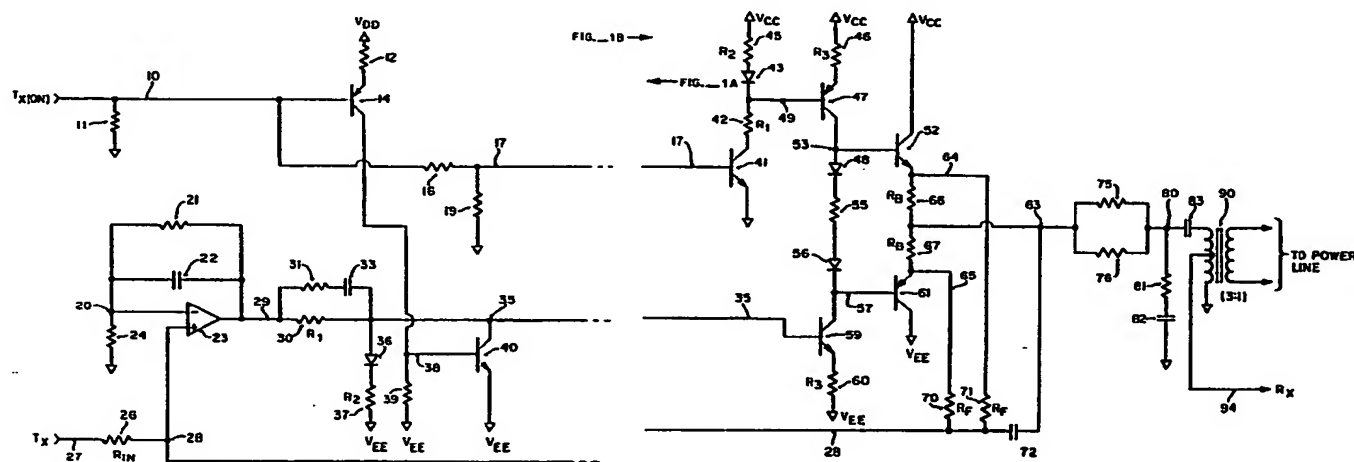 VCC VCC VCC
VDD
FIG._1B
FIG._1A
45 46
R2 R3
12 43
10
TX[ON]
14
47
11
42 R1 49
52
17 17
53
41
48
64
16
19
RB 66
55
63
75 80 83 90
21
RB 67
76
TO POWER LINE
22
31 33
56
65
81
(3:1)
20
29
35 35
57 61
82
24 23
30 R1
36
38 40
59
VEE
R2
37 39
R3 60
70 RF 71 RF
RX
94
26
VEE VEE VEE
VEE
TX
27 RIN 28
28 72